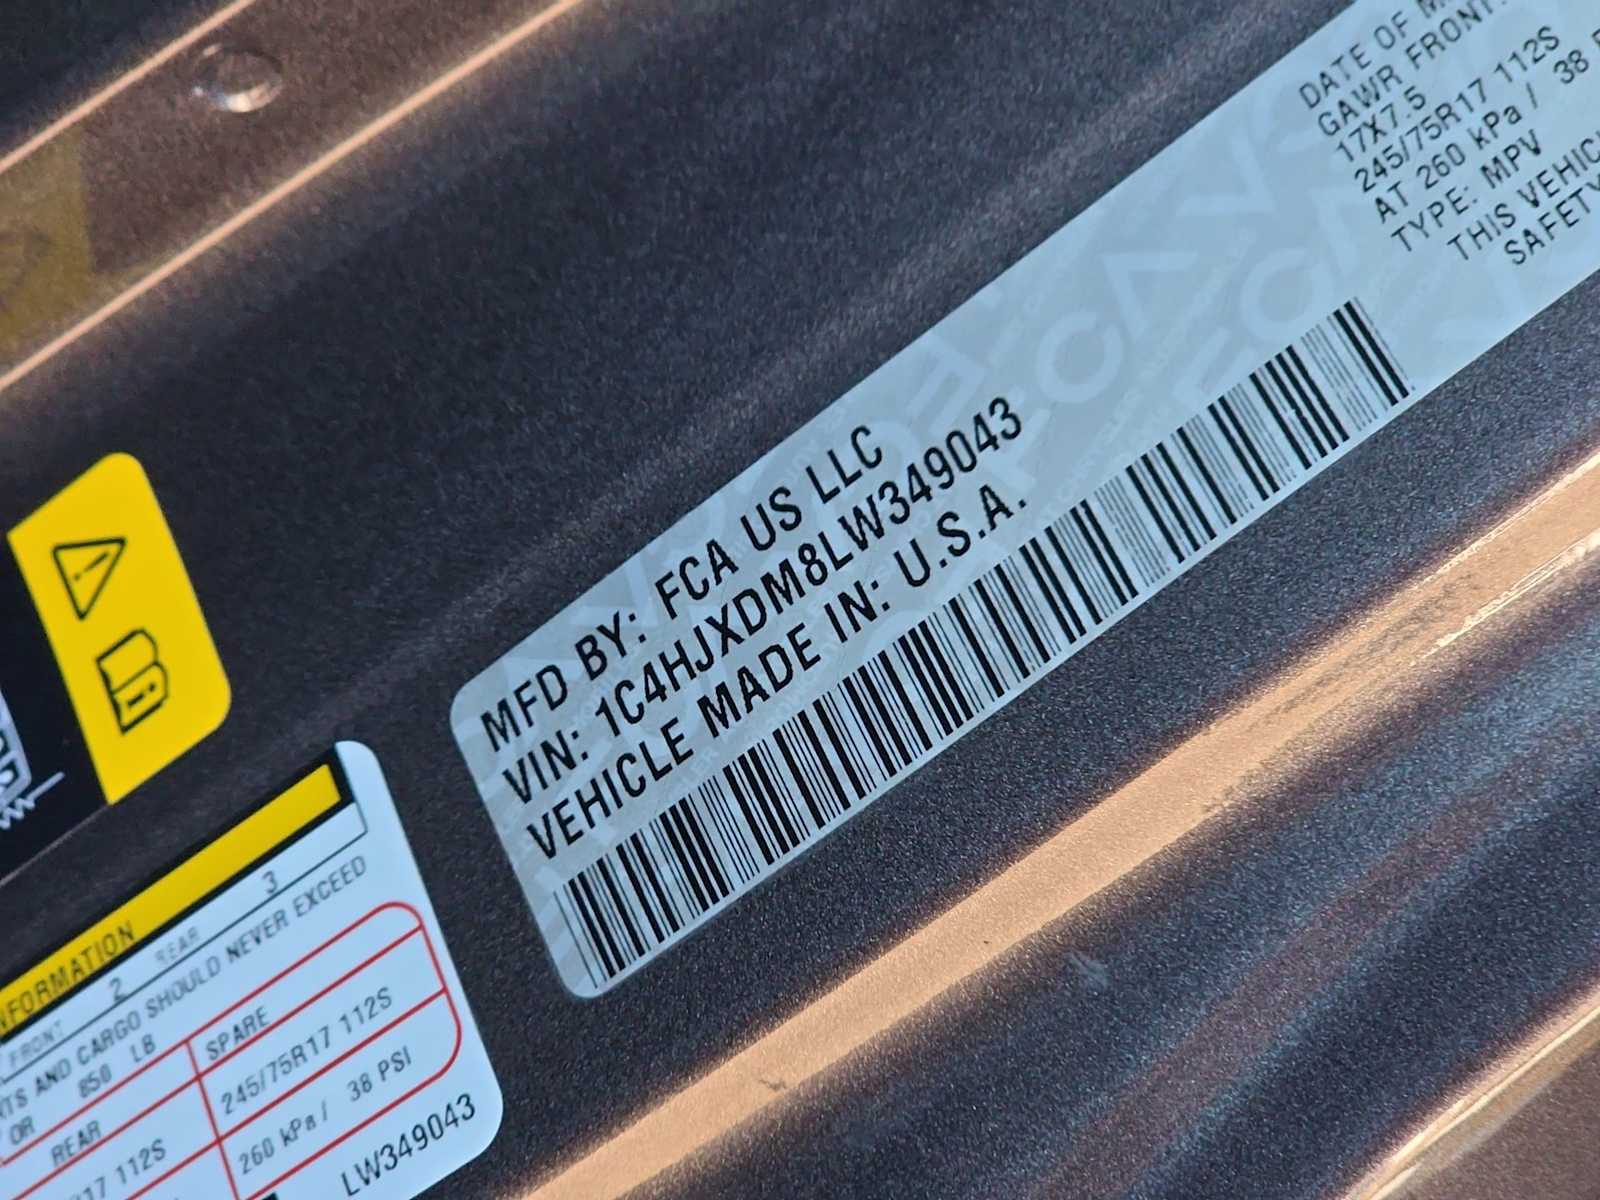 DATE OF M
GAWR FRONT:
17X7.5
245/75R17 112S
AT 260 kPa / 38 P
TYPE: MPV
THIS VEHIC
SAFETY
MFD BY: FCA US LLC
VIN: 1C4HJXDM8LW349043
VEHICLE MADE IN: U.S.A.
NFORMATION
FRONT 2 REAR 3
NTS AND CARGO SHOULD NEVER EXCEED
OR 850 LB
REAR SPARE
R17 112S 245/75R17 112S
260 kPa / 38 PSI
LW349043